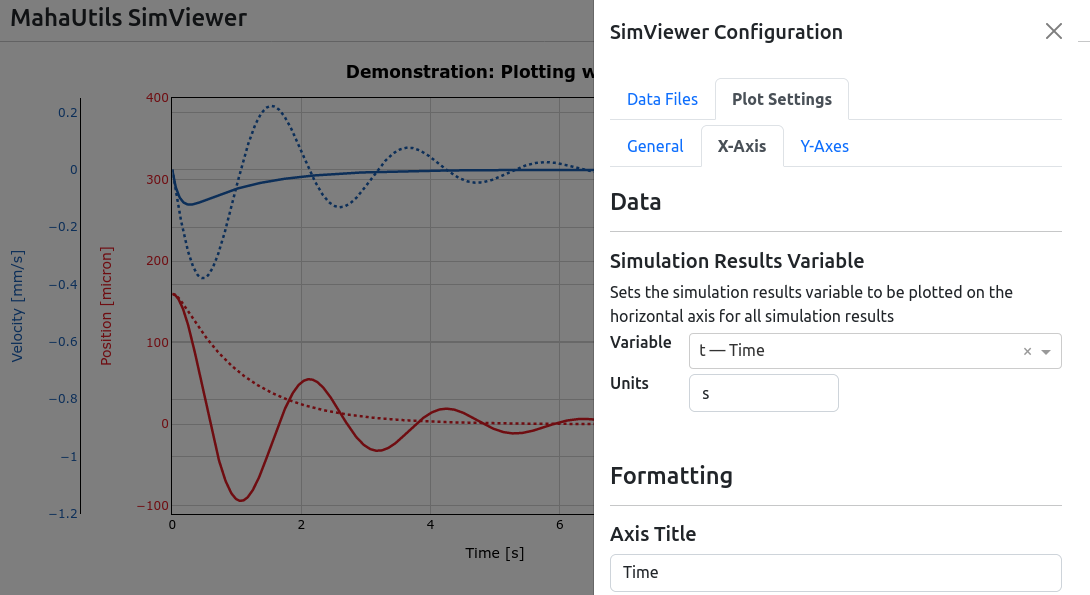 MahaUtils SimViewer
Demonstration: Plotting w
Velocity [mm/s]
0.2
0
−0.2
−0.4
−0.6
−0.8
−1
−1.2
Position [micron]
400
300
200
100
0
−100
0 2 4 6
Time [s]
SimViewer Configuration
Data Files Plot Settings
General X-Axis Y-Axes
Data
Simulation Results Variable
Sets the simulation results variable to be plotted on the
horizontal axis for all simulation results
Variable t — Time ×
Units s
Formatting
Axis Title
Time